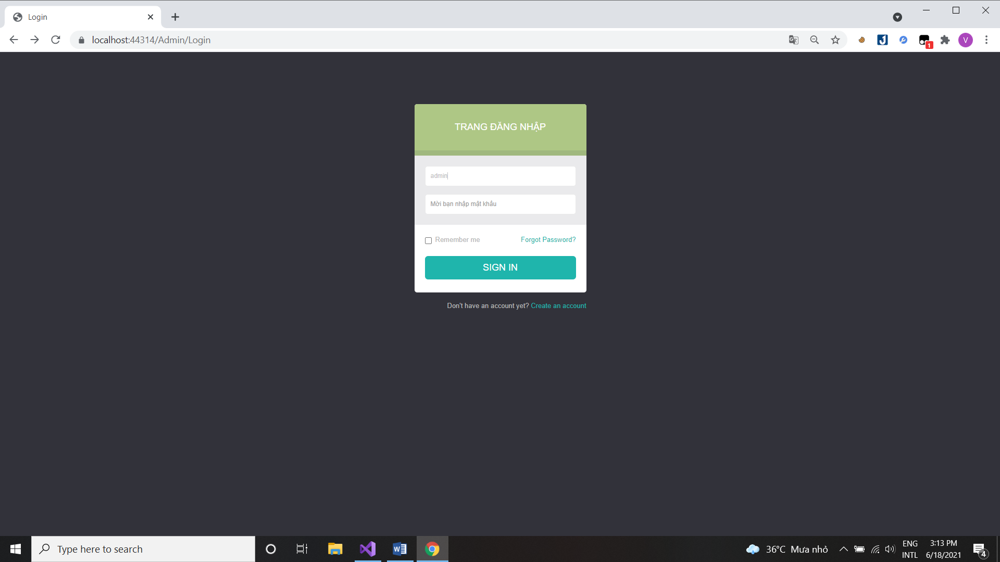 Login
localhost:44314/Admin/Login
1
V
TRANG ĐĂNG NHẬP
admin
Mời bạn nhập mật khẩu
Remember me
Forgot Password?
SIGN IN
Don't have an account yet? Create an account
Type here to search
36°C Mưa nhỏ
ENG
INTL
3:13 PM
6/18/2021
4